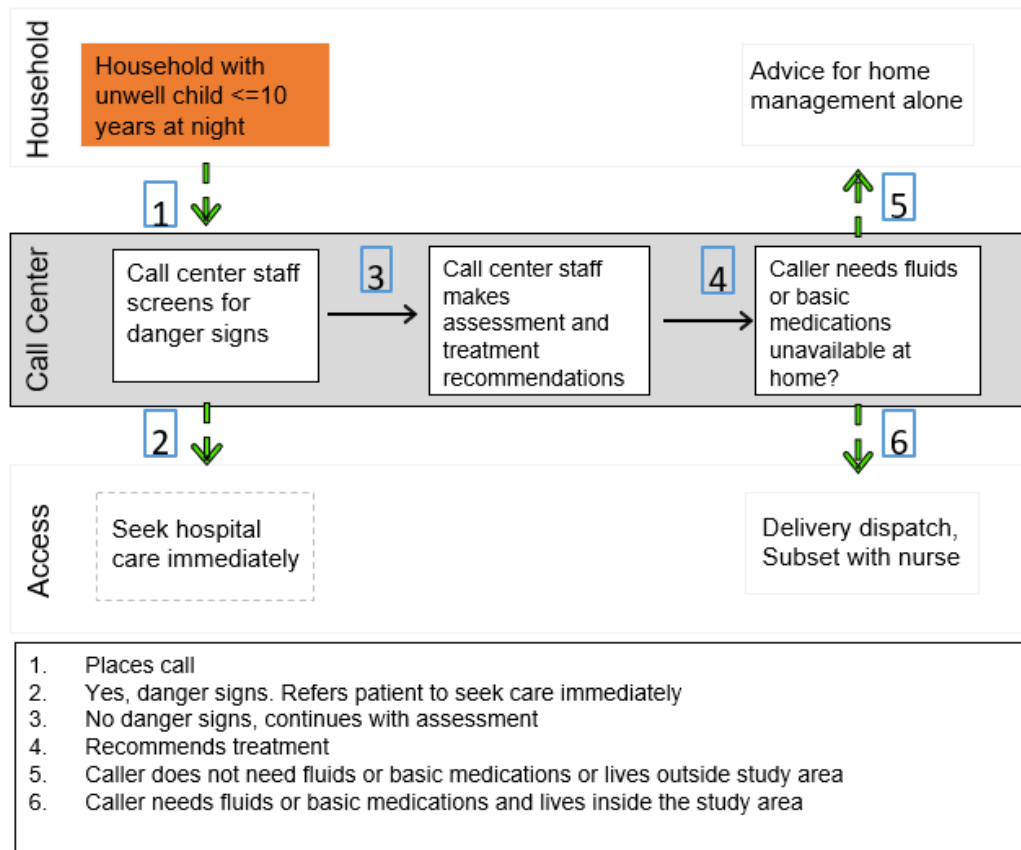 Household
Household with
unwell child <=10
years at night
Advice for home
management alone
1
5
Call Center
Call center staff
screens for
danger signs
3
Call center staff
makes
assessment and
treatment
recommendations
4
Caller needs fluids
or basic
medications
unavailable at
home?
2
6
Access
Seek hospital
care immediately
Delivery dispatch,
Subset with nurse
1. Places call
2. Yes, danger signs. Refers patient to seek care immediately
3. No danger signs, continues with assessment
4. Recommends treatment
5. Caller does not need fluids or basic medications or lives outside study area
6. Caller needs fluids or basic medications and lives inside the study area